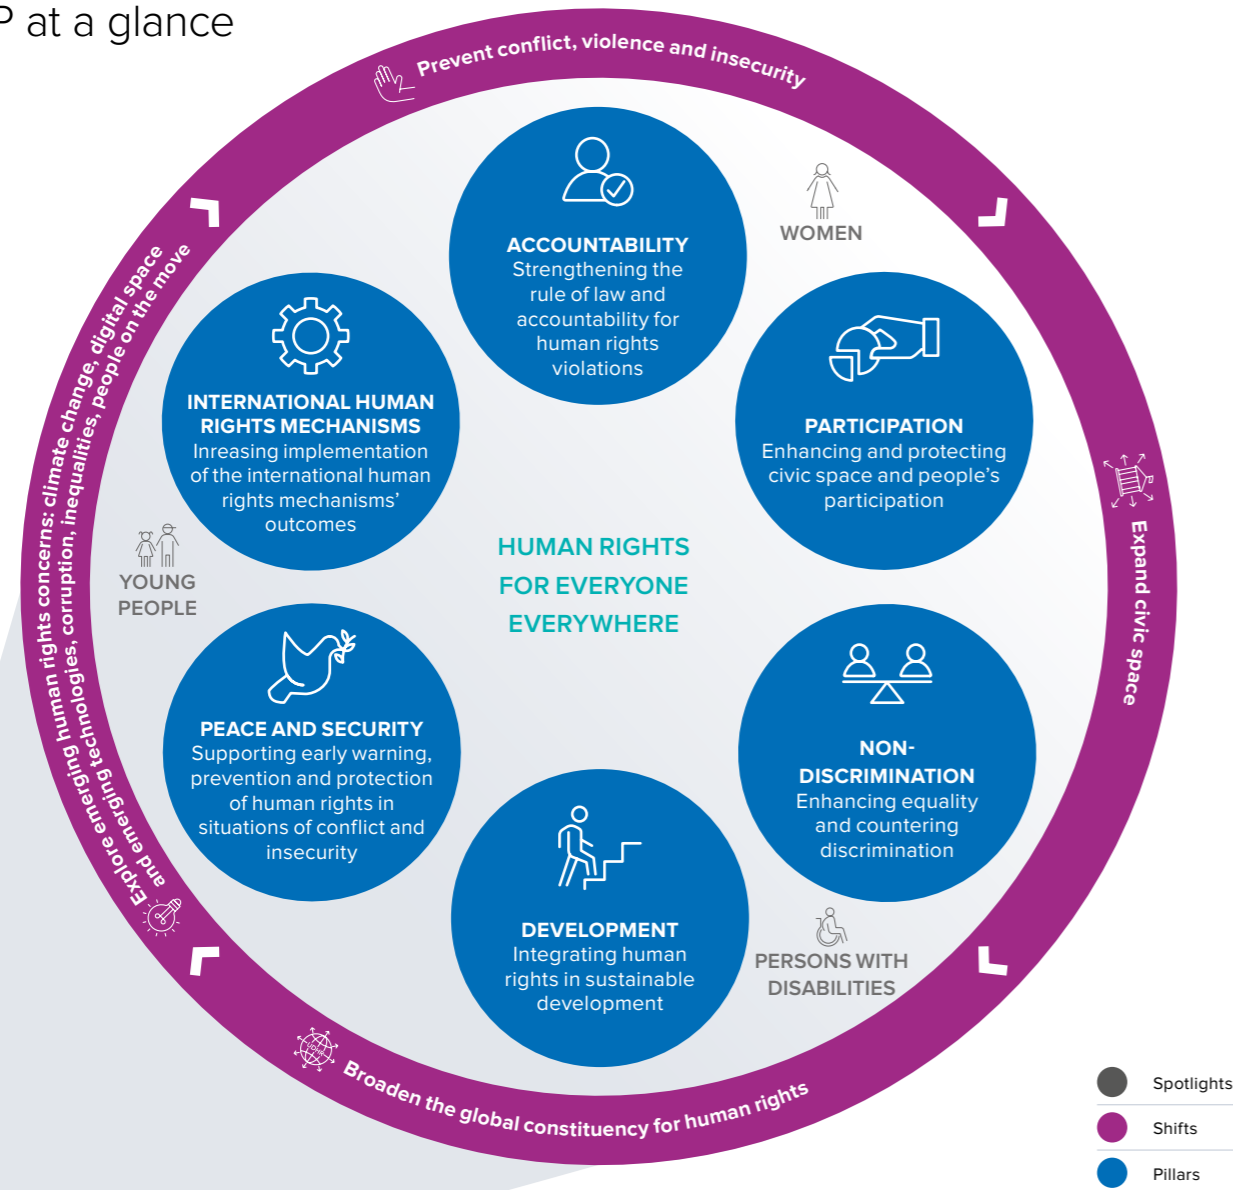 P at a glance
Prevent conflict, violence and insecurity
ACCOUNTABILITY
Strengthening the
rule of law and
accountability for
human rights
violations
WOMEN
PARTICIPATION
Enhancing and protecting
civic space and people's
participation
Expand civic space
INTERNATIONAL HUMAN
RIGHTS MECHANISMS
Inreasing implementation
of the international human
rights mechanisms'
outcomes
HUMAN RIGHTS
FOR EVERYONE
EVERYWHERE
YOUNG
PEOPLE
Explore emerging human rights concerns: climate change, digital space
and emerging technologies, corruption, inequalities, people on the move
PEACE AND SECURITY
Supporting early warning,
prevention and protection
of human rights in
situations of conflict and
insecurity
NON-
DISCRIMINATION
Enhancing equality
and countering
discrimination
DEVELOPMENT
Integrating human
rights in sustainable
development
PERSONS WITH
DISABILITIES
UDHR
Broaden the global constituency for human rights
Spotlights
Shifts
Pillars